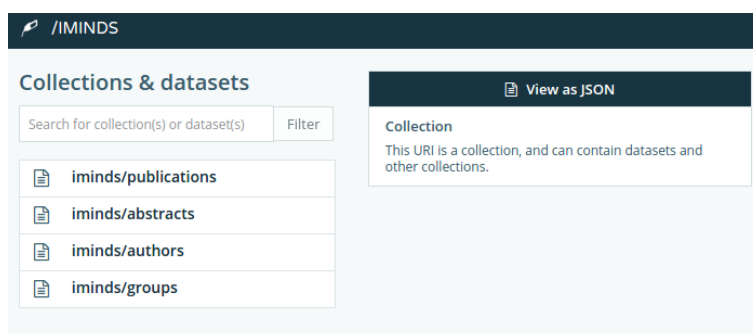 /IMINDS
Collections & datasets
Search for collection(s) or dataset(s)
Filter
iminds/publications
iminds/abstracts
iminds/authors
iminds/groups
View as JSON
Collection
This URI is a collection, and can contain datasets and
other collections.